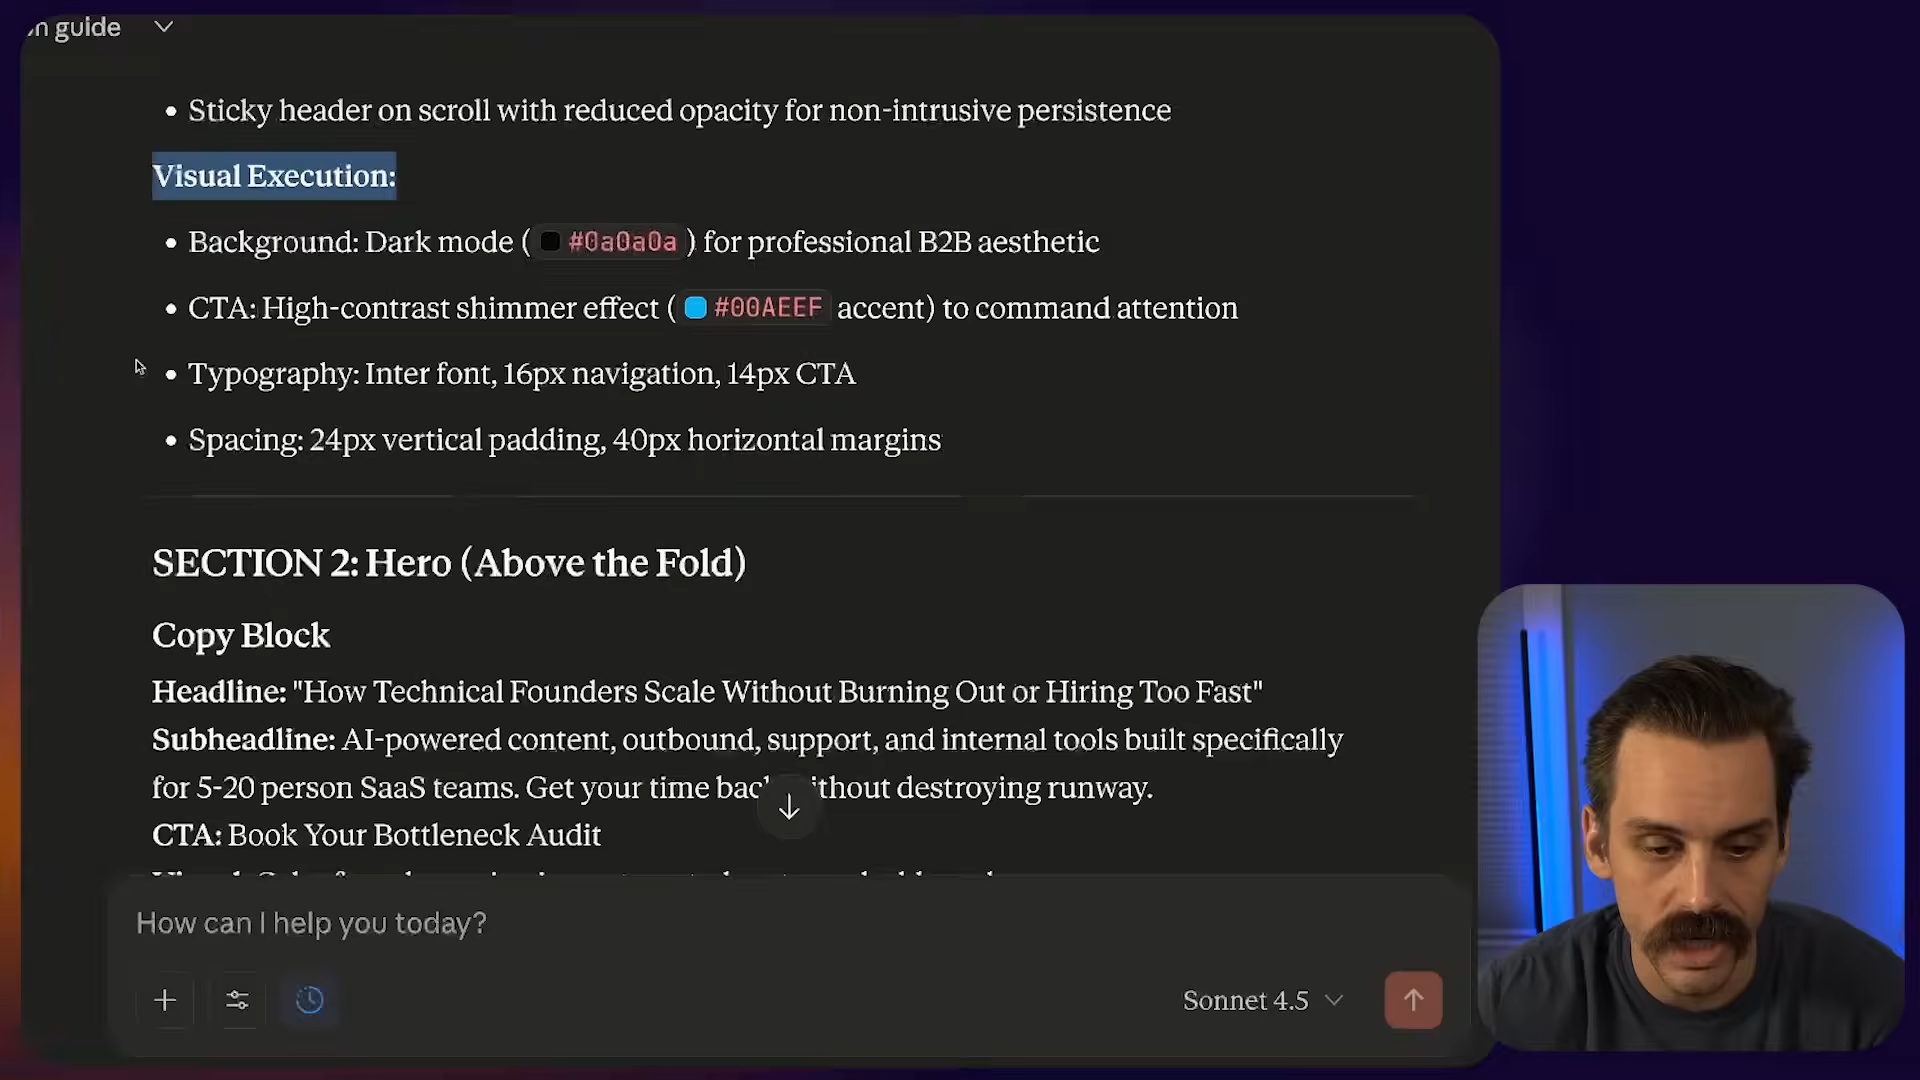 guide
• Sticky header on scroll with reduced opacity for non-intrusive persistence
Visual Execution:
• Background: Dark mode ( #0a0a0a ) for professional B2B aesthetic
• CTA: High-contrast shimmer effect ( #00AEEF accent) to command attention
• Typography: Inter font, 16px navigation, 14px CTA
• Spacing: 24px vertical padding, 40px horizontal margins
SECTION 2: Hero (Above the Fold)
Copy Block
Headline: "How Technical Founders Scale Without Burning Out or Hiring Too Fast"
Subheadline: AI-powered content, outbound, support, and internal tools built specifically
for 5-20 person SaaS teams. Get your time back without destroying runway.
CTA: Book Your Bottleneck Audit
How can I help you today?
Sonnet 4.5